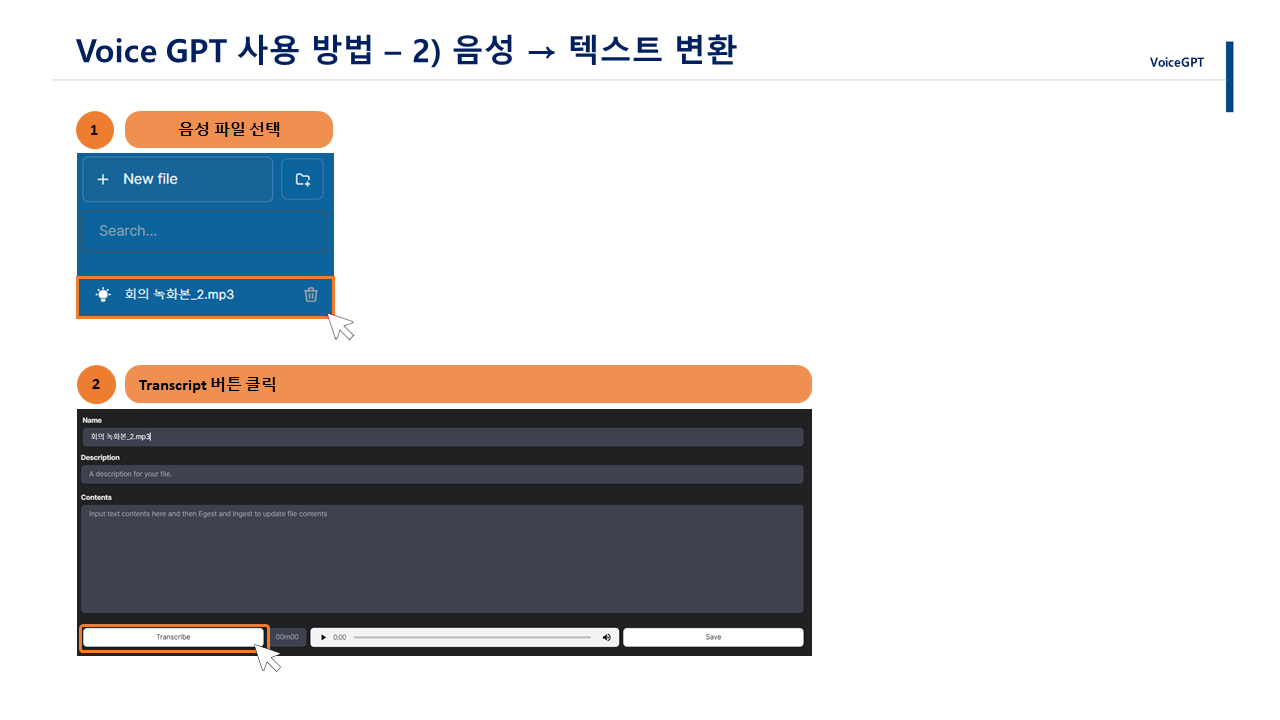 Voice GPT 사용 방법 – 2) 음성 → 텍스트 변환
VoiceGPT
1
음성 파일 선택
+ New file
Search...
회의 녹화본_2.mp3
2
Transcript 버튼 클릭
Name
회의 녹화본_2.mp3
Description
A description for your file.
Contents
Input text contents here and then Egest and Ingest to update file contents
Transcribe
00m00
0:00
Save